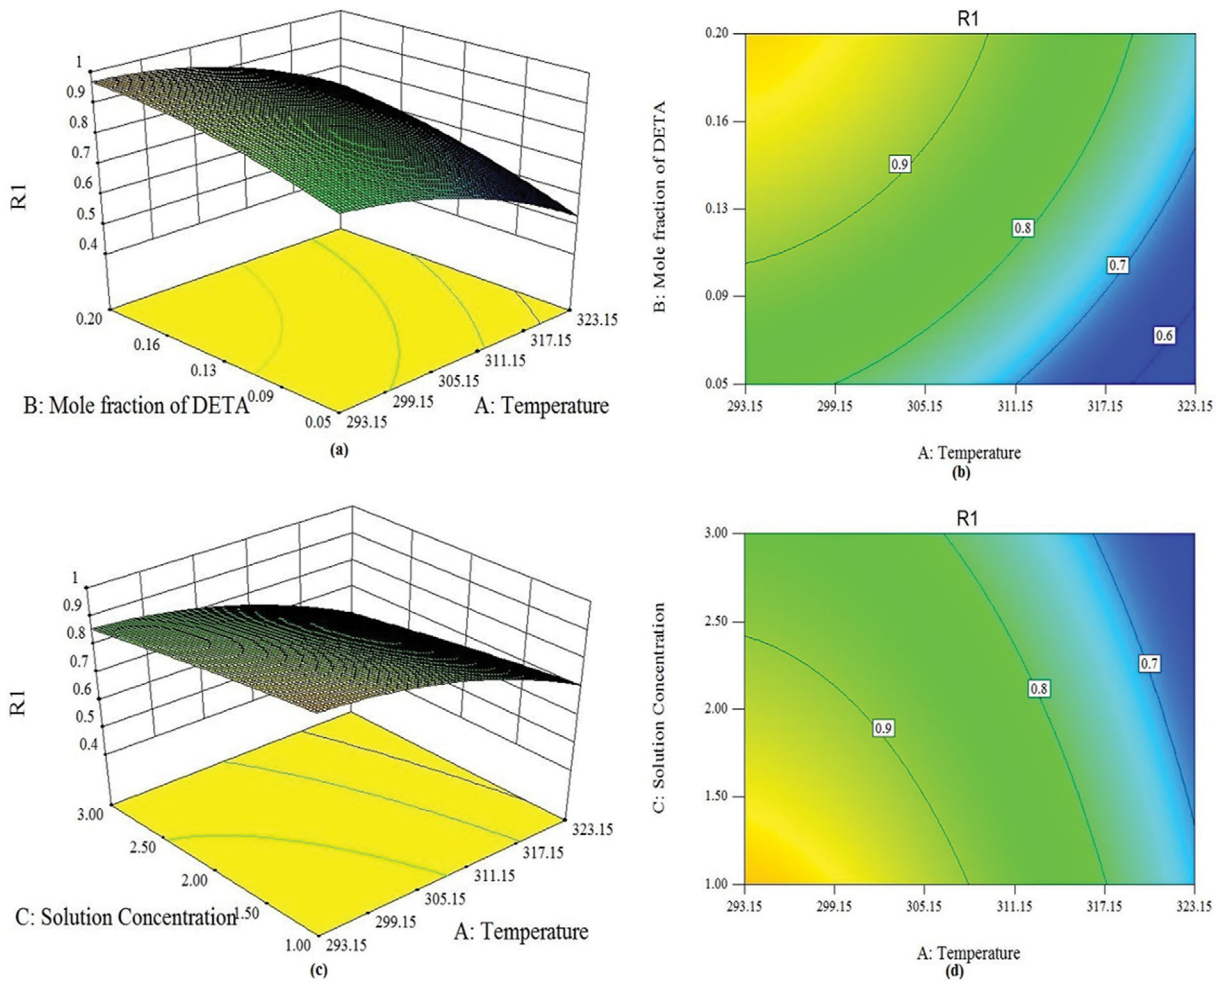 1
0.9
0.8
0.7
0.6
0.5
0.4
R1
0.20
0.16
0.13
0.09
0.05
B: Mole fraction of DETA
323.15
317.15
311.15
305.15
299.15
293.15
A: Temperature
(a)
R1
0.20
0.16
0.13
0.09
0.05
B: Mole fraction of DETA
0.9
0.8
0.7
0.6
293.15 299.15 305.15 311.15 317.15 323.15
A: Temperature
(b)
1
0.9
0.8
0.7
0.6
0.5
0.4
R1
3.00
2.50
2.00
1.50
1.00
C: Solution Concentration
323.15
317.15
311.15
305.15
299.15
293.15
A: Temperature
(c)
R1
3.00
2.50
2.00
1.50
1.00
C: Solution Concentration
0.9
0.8
0.7
293.15 299.15 305.15 311.15 317.15 323.15
A: Temperature
(d)